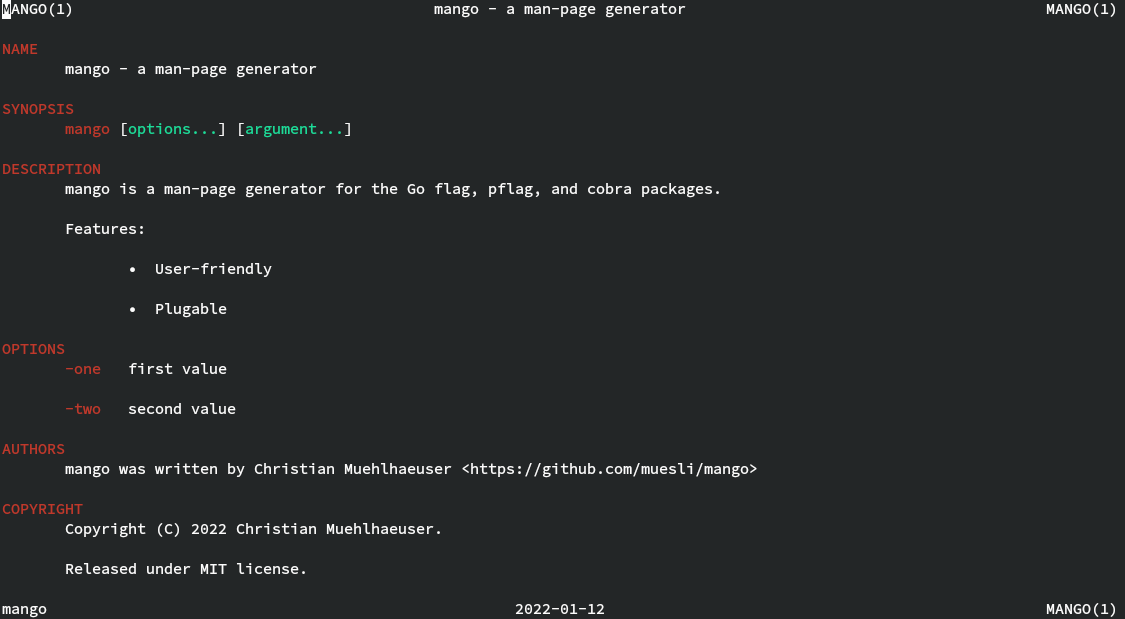 MANGO(1) mango - a man-page generator MANGO(1)
NAME
mango - a man-page generator
SYNOPSIS
mango [options...] [argument...]
DESCRIPTION
mango is a man-page generator for the Go flag, pflag, and cobra packages.
Features:
• User-friendly
• Plugable
OPTIONS
-one first value
-two second value
AUTHORS
mango was written by Christian Muehlhaeuser <https://github.com/muesli/mango>
COPYRIGHT
Copyright (C) 2022 Christian Muehlhaeuser.
Released under MIT license.
mango 2022-01-12 MANGO(1)